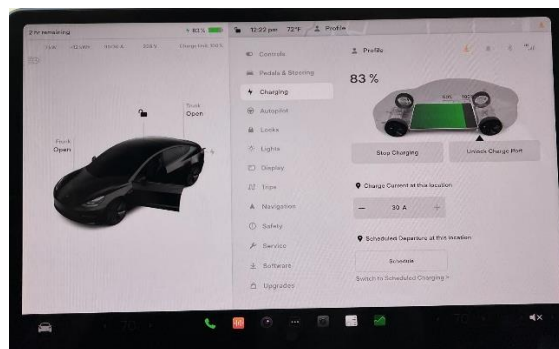 2 hr remaining
83 %
12:22 pm 72°F Profile
Charge limit 100%
Frunk
Open
Trunk
Open
Controls
Pedals & Steering
Charging
Autopilot
Locks
Lights
Display
Trips
Navigation
Safety
Service
Software
Upgrades
Profile
83 %
Stop Charging
Unlock Charge Port
Charge Current at this location
− 30 A +
Scheduled Departure at this location
Schedule
Switch to Scheduled Charging >